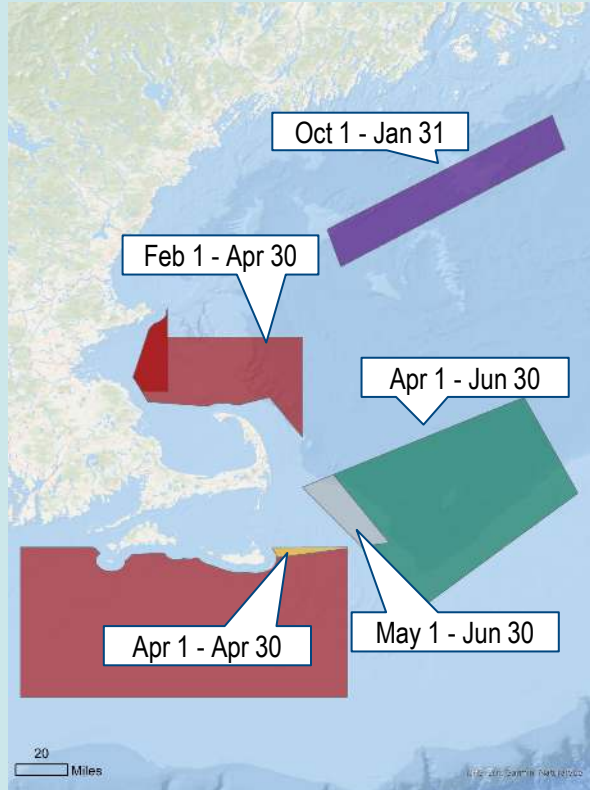 Oct 1 - Jan 31
Feb 1 - Apr 30
Apr 1 - Jun 30
Apr 1 - Apr 30
May 1 - Jun 30
20
Miles